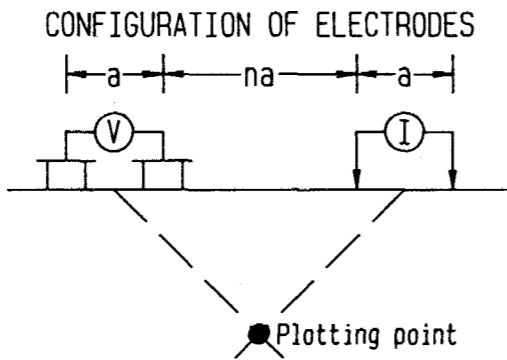 CONFIGURATION OF ELECTRODES
a na a
V I
Plotting point